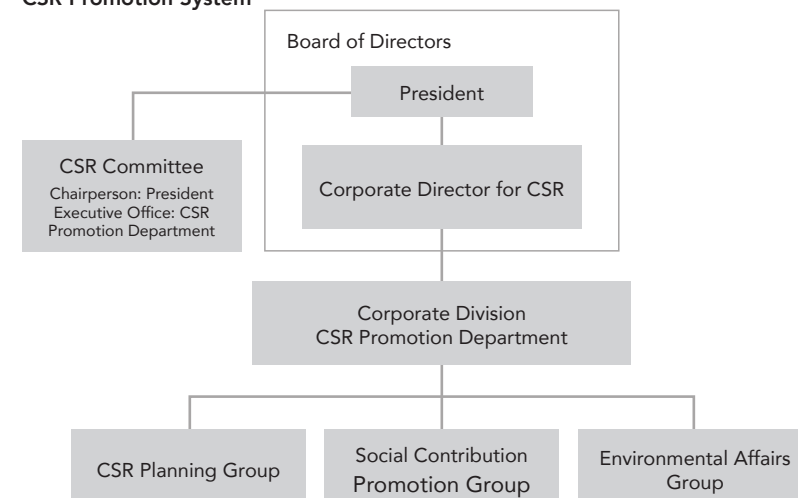 CSR Promotion System
Board of Directors
President
CSR Committee
Chairperson: President
Executive Office: CSR
Promotion Department
Corporate Director for CSR
Corporate Division
CSR Promotion Department
CSR Planning Group
Social Contribution
Promotion Group
Environmental Affairs
Group